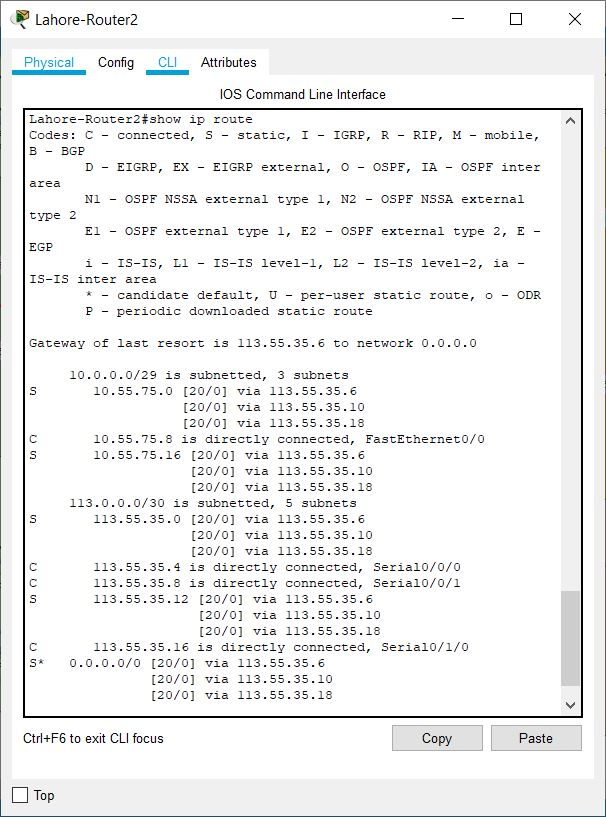 Lahore-Router2
Physical Config CLI Attributes
IOS Command Line Interface
Lahore-Router2#show ip route
Codes: C - connected, S - static, I - IGRP, R - RIP, M - mobile,
B - BGP
       D - EIGRP, EX - EIGRP external, O - OSPF, IA - OSPF inter
area
       N1 - OSPF NSSA external type 1, N2 - OSPF NSSA external
type 2
       E1 - OSPF external type 1, E2 - OSPF external type 2, E -
EGP
       i - IS-IS, L1 - IS-IS level-1, L2 - IS-IS level-2, ia -
IS-IS inter area
       * - candidate default, U - per-user static route, o - ODR
       P - periodic downloaded static route
Gateway of last resort is 113.55.35.6 to network 0.0.0.0
     10.0.0.0/29 is subnetted, 3 subnets
S       10.55.75.0 [20/0] via 113.55.35.6
                   [20/0] via 113.55.35.10
                   [20/0] via 113.55.35.18
C       10.55.75.8 is directly connected, FastEthernet0/0
S       10.55.75.16 [20/0] via 113.55.35.6
                    [20/0] via 113.55.35.10
                    [20/0] via 113.55.35.18
     113.0.0.0/30 is subnetted, 5 subnets
S       113.55.35.0 [20/0] via 113.55.35.6
                    [20/0] via 113.55.35.10
                    [20/0] via 113.55.35.18
C       113.55.35.4 is directly connected, Serial0/0/0
C       113.55.35.8 is directly connected, Serial0/0/1
S       113.55.35.12 [20/0] via 113.55.35.6
                     [20/0] via 113.55.35.10
                     [20/0] via 113.55.35.18
C       113.55.35.16 is directly connected, Serial0/1/0
S*   0.0.0.0/0 [20/0] via 113.55.35.6
               [20/0] via 113.55.35.10
               [20/0] via 113.55.35.18
Ctrl+F6 to exit CLI focus Copy Paste
Top